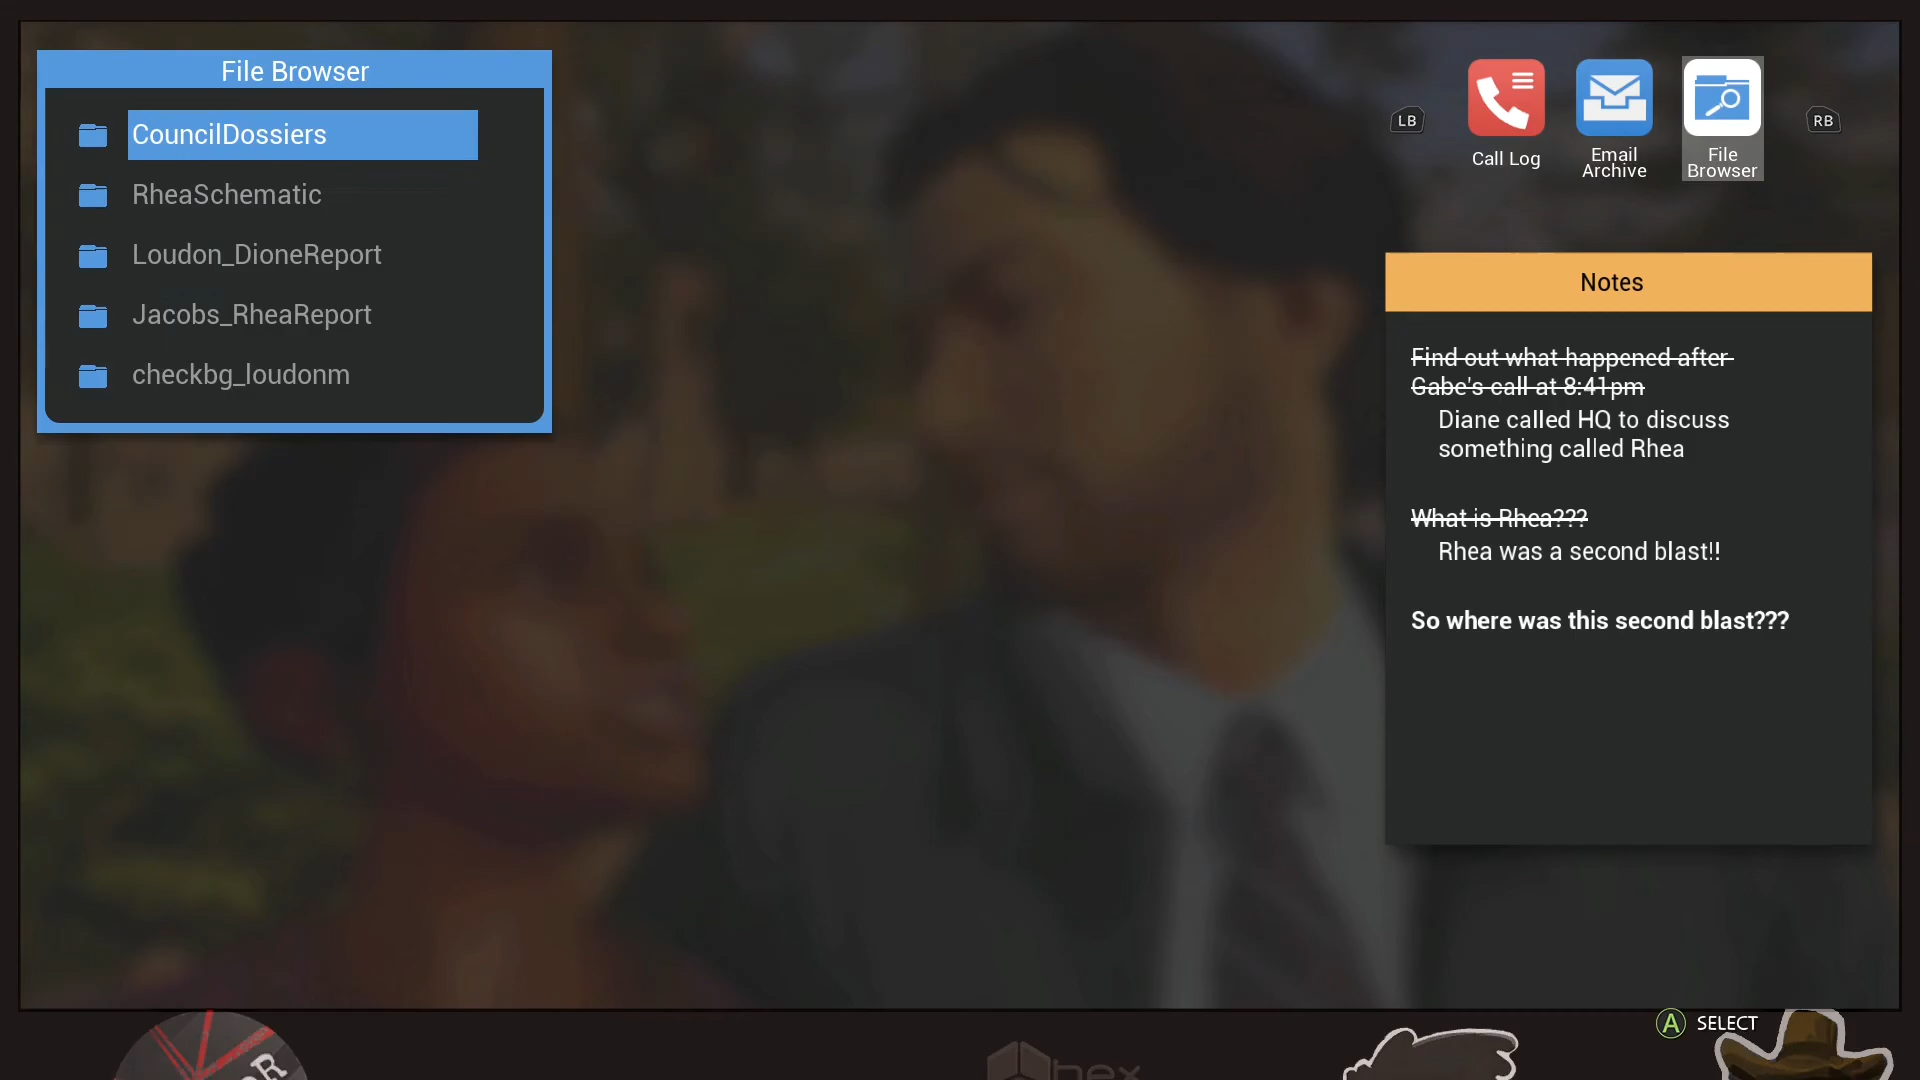 File Browser
CouncilDossiers
RheaSchematic
Loudon_DioneReport
Jacobs_RheaReport
checkbg_loudonm
LB
Call Log
Email
Archive
File
Browser
RB
Notes
Find out what happened after
Gabe's call at 8:41pm
Diane called HQ to discuss
something called Rhea
What is Rhea???
Rhea was a second blast!!
So where was this second blast???
A SELECT
hex